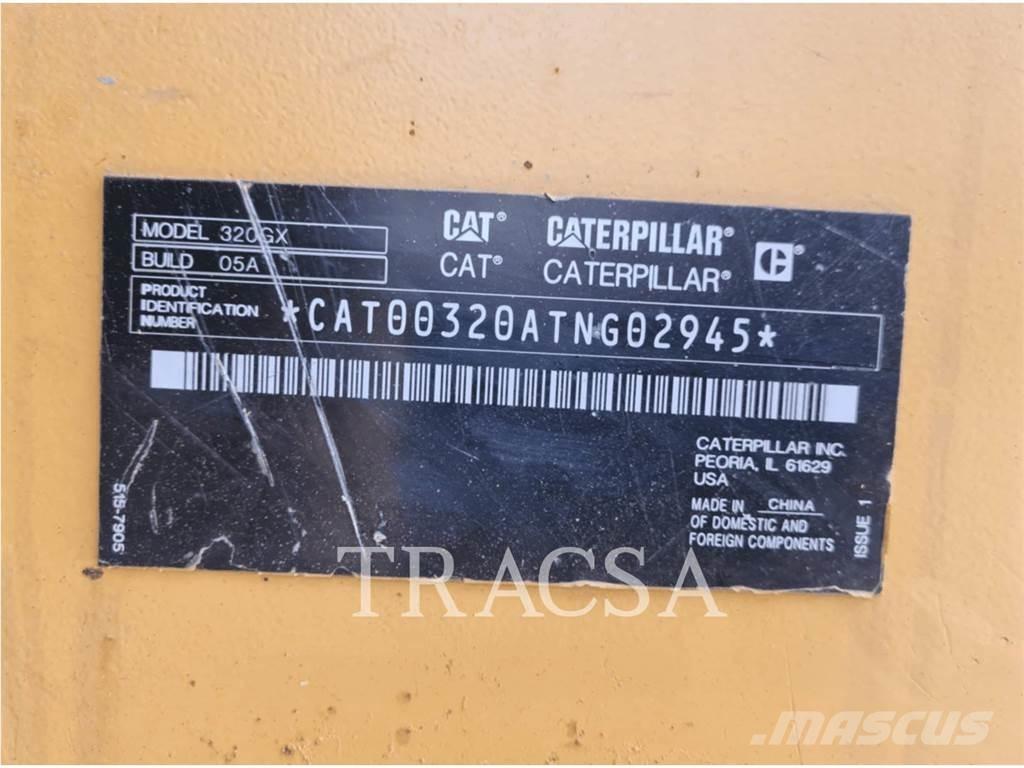 MODEL 320GX
BUILD 05A
CAT® CATERPILLAR®
CAT® CATERPILLAR®
PRODUCT
IDENTIFICATION
NUMBER
*CAT00320ATNG02945*
CATERPILLAR INC.
PEORIA, IL 61629
USA
MADE IN CHINA
OF DOMESTIC AND
FOREIGN COMPONENTS
515-7905
ISSUE 1
TRACSA
MASCUS